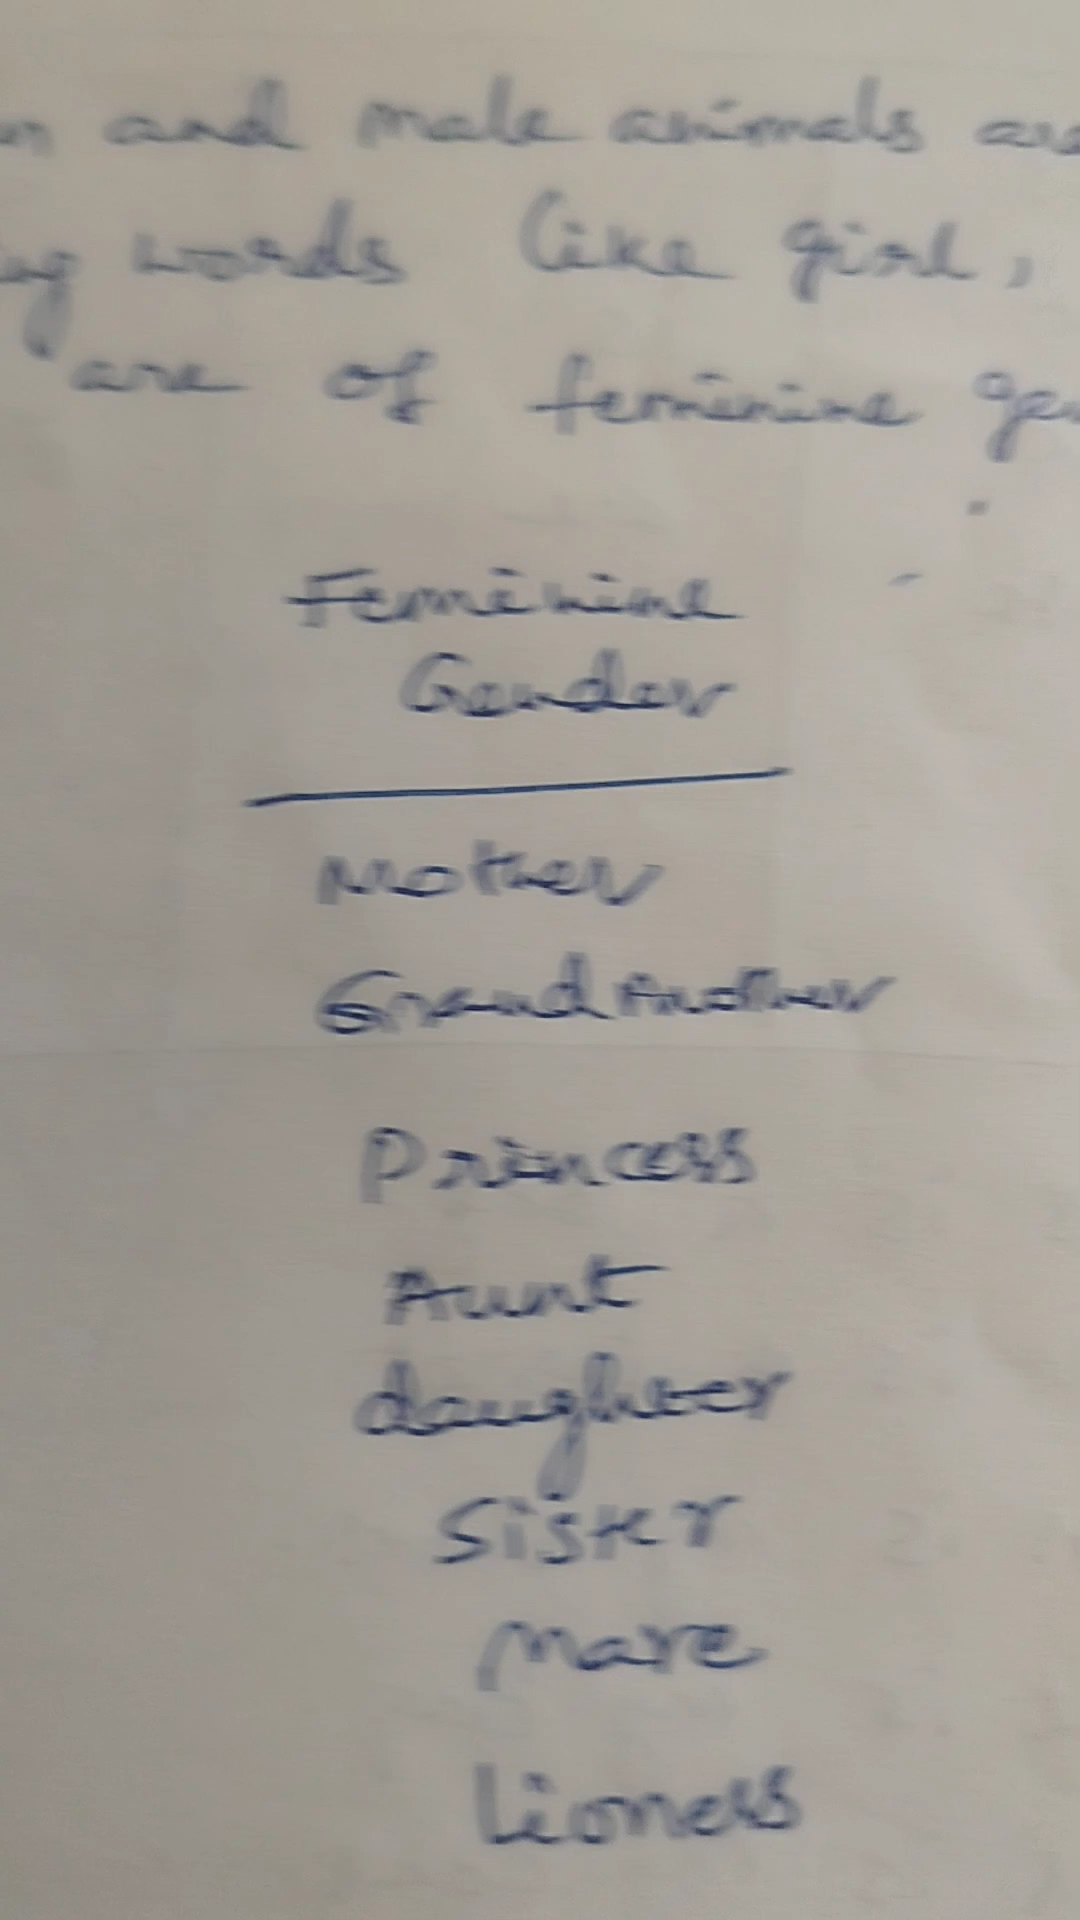 and male animals are
words like girl,
are of feminine
Feminine
Gender
Mother
Grandmother
Princess
Aunt
daughter
Sister
Mare
Lioness